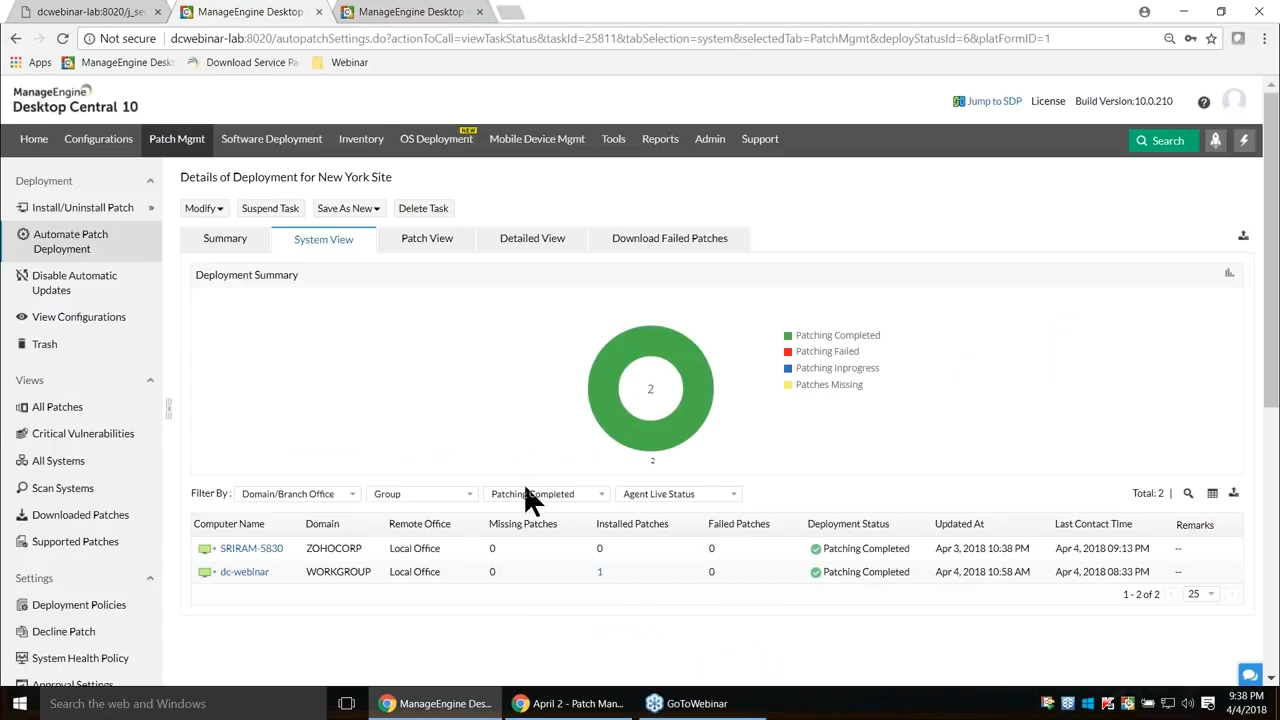 dcwebinar-lab:8020/j_se
ManageEngine Desktop
ManageEngine Desktop C
Not secure
dcwebinar-lab:8020/autopatchSettings.do?actionToCall=viewTaskStatus&taskId=25811&tabSelection=system&selectedTab=PatchMgmt&deployStatusId=6&platFormID=1
Apps
ManageEngine Desk
Download Service Pa
Webinar
ManageEngine
Desktop Central 10
Jump to SDP
License
Build Version:10.0.210
Home
Configurations
Patch Mgmt
Software Deployment
Inventory
OS Deployment
NEW
Mobile Device Mgmt
Tools
Reports
Admin
Support
Search
Deployment
Install/Uninstall Patch »
Automate Patch
Deployment
Disable Automatic
Updates
View Configurations
Trash
Views
All Patches
Critical Vulnerabilities
All Systems
Scan Systems
Downloaded Patches
Supported Patches
Settings
Deployment Policies
Decline Patch
System Health Policy
Approval Settings
Details of Deployment for New York Site
Modify
Suspend Task
Save As New
Delete Task
Summary
System View
Patch View
Detailed View
Download Failed Patches
Deployment Summary
2
2
Patching Completed
Patching Failed
Patching Inprogress
Patches Missing
Filter By :
Domain/Branch Office
Group
Patching Completed
Agent Live Status
Total: 2 |
Computer Name Domain Remote Office Missing Patches Installed Patches Failed Patches Deployment Status Updated At Last Contact Time Remarks
SRIRAM-5830 ZOHOCORP Local Office 0 0 0 Patching Completed Apr 3, 2018 10:38 PM Apr 4, 2018 09:13 PM --
dc-webinar WORKGROUP Local Office 0 1 0 Patching Completed Apr 4, 2018 10:58 AM Apr 4, 2018 08:33 PM --
1 - 2 of 2
25
Search the web and Windows
ManageEngine Des...
April 2 - Patch Man...
GoToWebinar
9:38 PM
4/4/2018